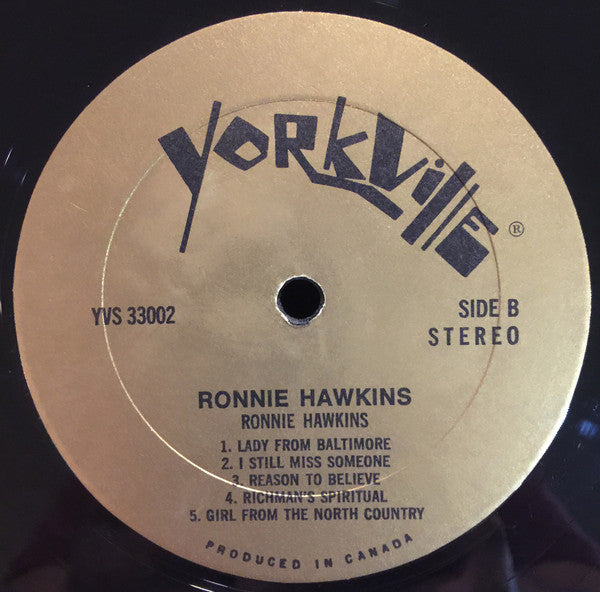 YORKVILLE ®
YVS 33002
SIDE B
STEREO
RONNIE HAWKINS
RONNIE HAWKINS
1. LADY FROM BALTIMORE
2. I STILL MISS SOMEONE
3. REASON TO BELIEVE
4. RICHMAN'S SPIRITUAL
5. GIRL FROM THE NORTH COUNTRY
PRODUCED IN CANADA